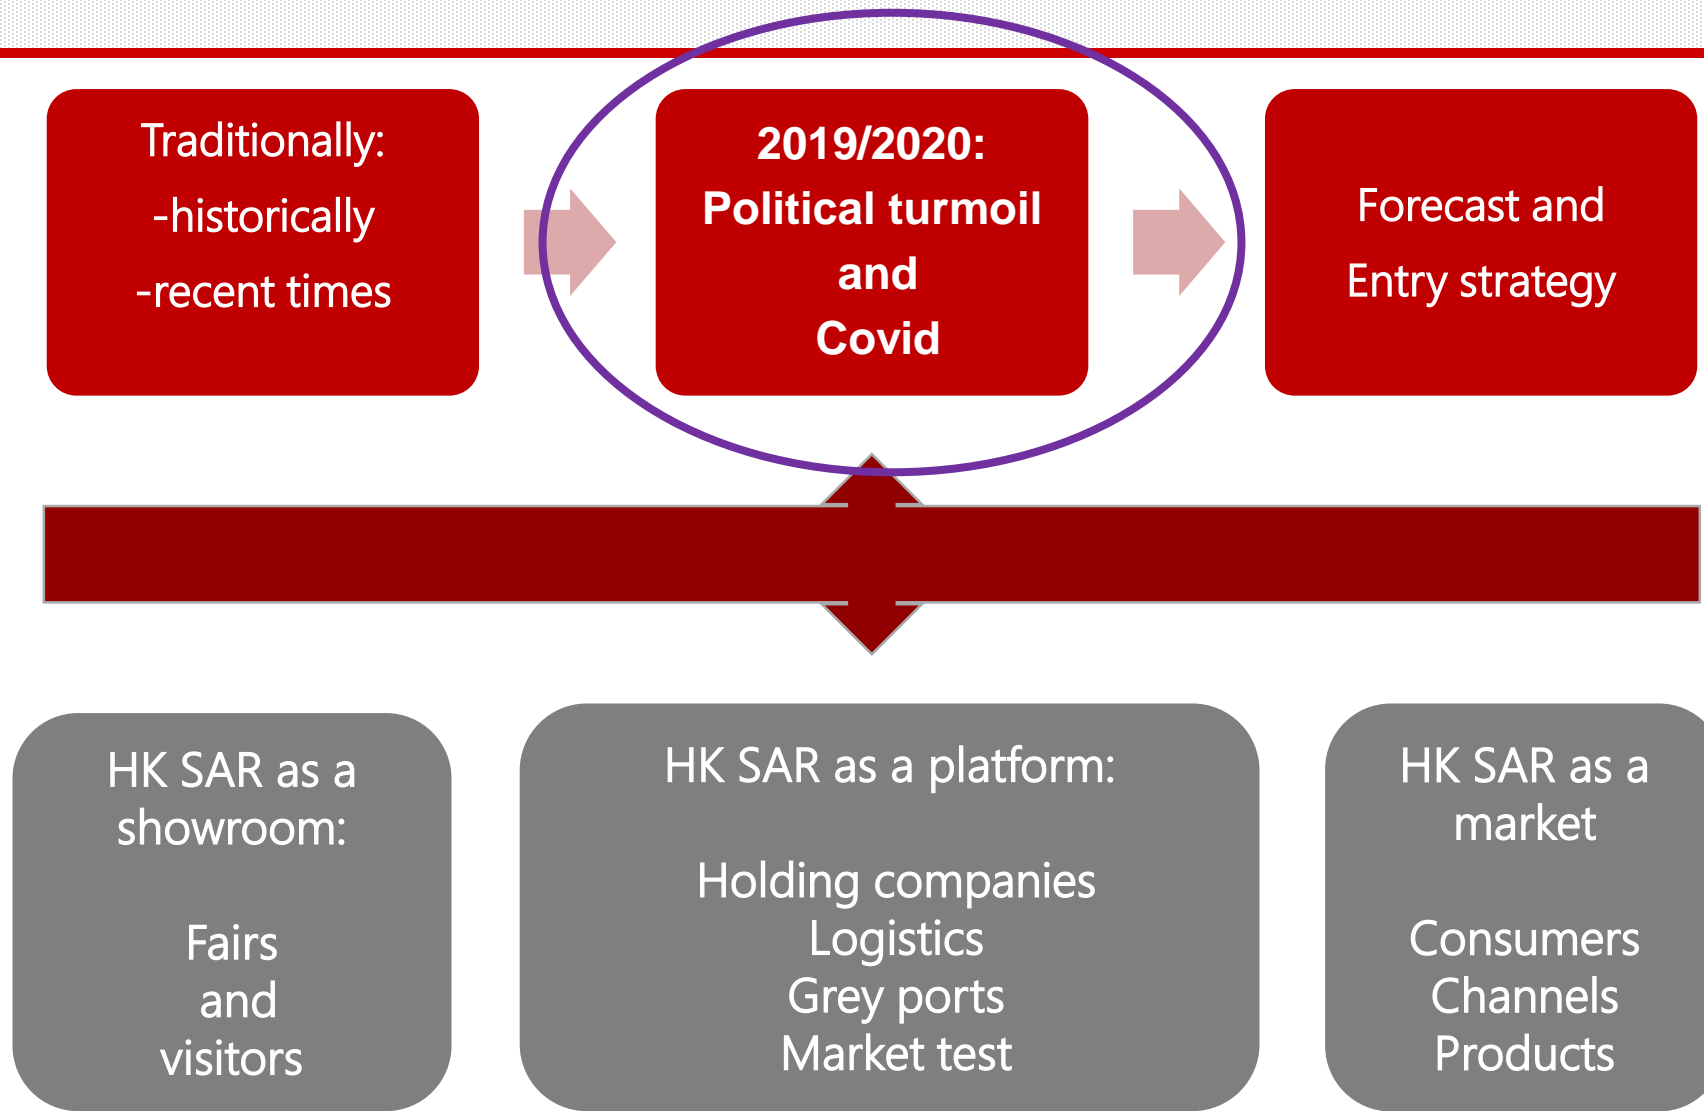 Traditionally:
-historically
-recent times
2019/2020:
Political turmoil
and
Covid
Forecast and
Entry strategy
HK SAR as a
showroom:
Fairs
and
visitors
HK SAR as a platform:
Holding companies
Logistics
Grey ports
Market test
HK SAR as a
market
Consumers
Channels
Products